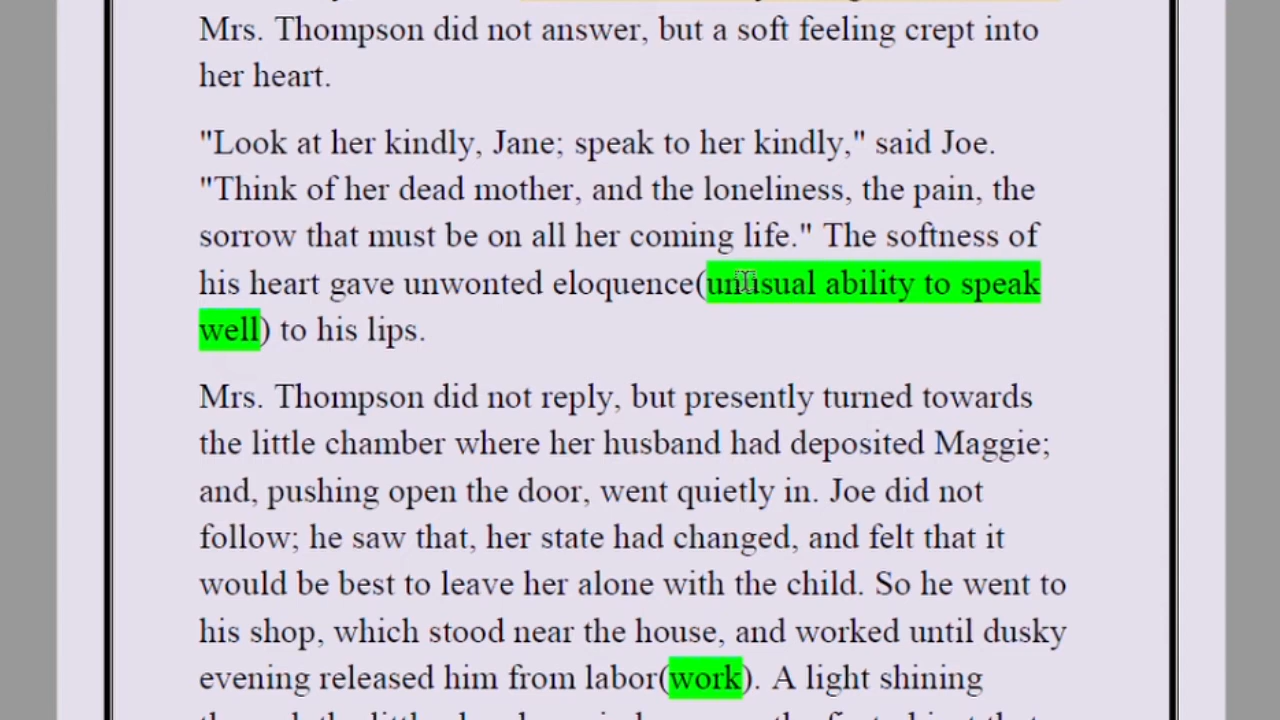 Mrs. Thompson did not answer, but a soft feeling crept into
her heart.
"Look at her kindly, Jane; speak to her kindly," said Joe.
"Think of her dead mother, and the loneliness, the pain, the
sorrow that must be on all her coming life." The softness of
his heart gave unwonted eloquence(unusual ability to speak
well) to his lips.
Mrs. Thompson did not reply, but presently turned towards
the little chamber where her husband had deposited Maggie;
and, pushing open the door, went quietly in. Joe did not
follow; he saw that, her state had changed, and felt that it
would be best to leave her alone with the child. So he went to
his shop, which stood near the house, and worked until dusky
evening released him from labor(work). A light shining